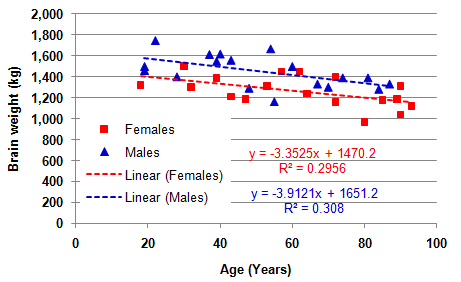 2,000
1,800
1,600
1,400
1,200
1,000
800
600
400
200
0
Brain weight (kg)
Females
Males
Linear (Females)
Linear (Males)
y = -3.3525x + 1470.2
R² = 0.2956
y = -3.9121x + 1651.2
R² = 0.308
0 20 40 60 80 100
Age (Years)